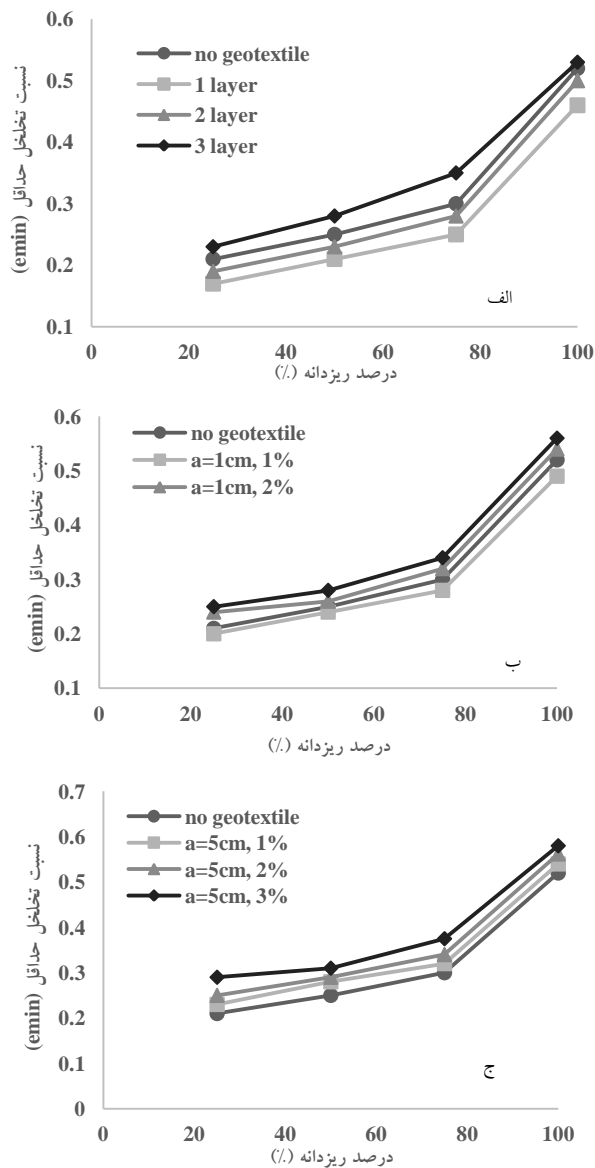 0.6
0.5
0.4
0.3
0.2
0.1
0
20
40
60
80
100
no geotextile
1 layer
2 layer
3 layer
نسبت تخلخل حداقل (emin)
درصد ریزدانه (٪)
الف
0.6
0.5
0.4
0.3
0.2
0.1
0
20
40
60
80
100
no geotextile
a=1cm, 1%
a=1cm, 2%
نسبت تخلخل حداقل (emin)
درصد ریزدانه (٪)
ب
0.7
0.6
0.5
0.4
0.3
0.2
0.1
0
0
20
40
60
80
100
no geotextile
a=5cm, 1%
a=5cm, 2%
a=5cm, 3%
نسبت تخلخل حداقل (emin)
درصد ریزدانه (٪)
ج